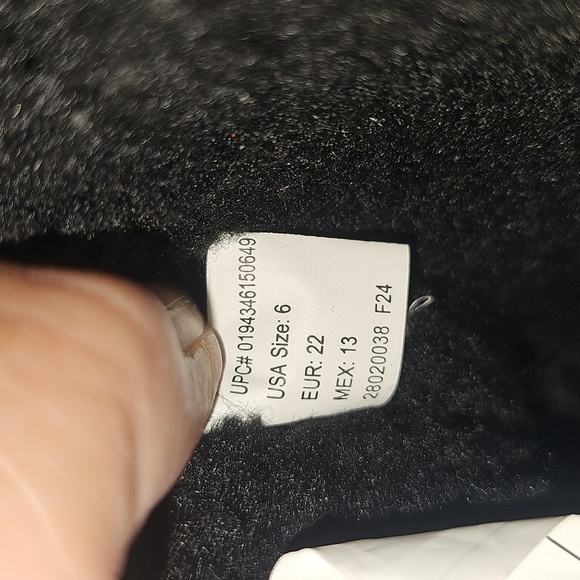 UPC# 0194346150649
USA Size: 6
EUR: 22
MEX: 13
28020038 F24